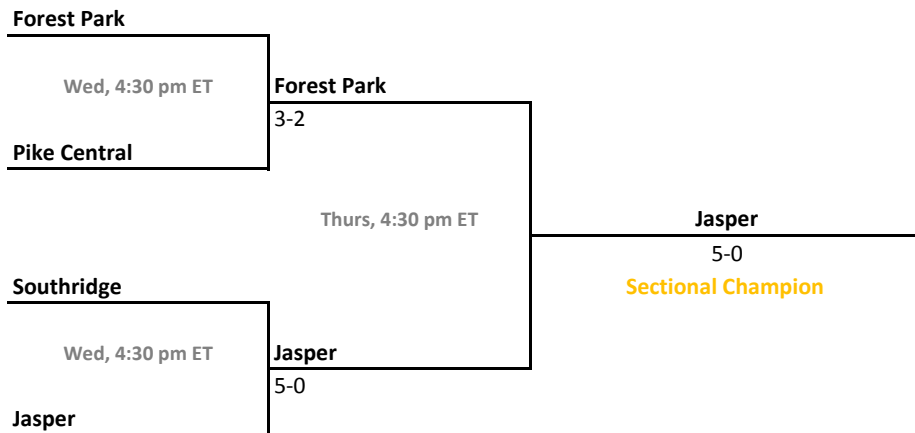 Forest Park
Wed, 4:30 pm ET
Forest Park
3-2
Pike Central
Thurs, 4:30 pm ET
Jasper
5-0
Southridge
Sectional Champion
Wed, 4:30 pm ET
Jasper
5-0
Jasper